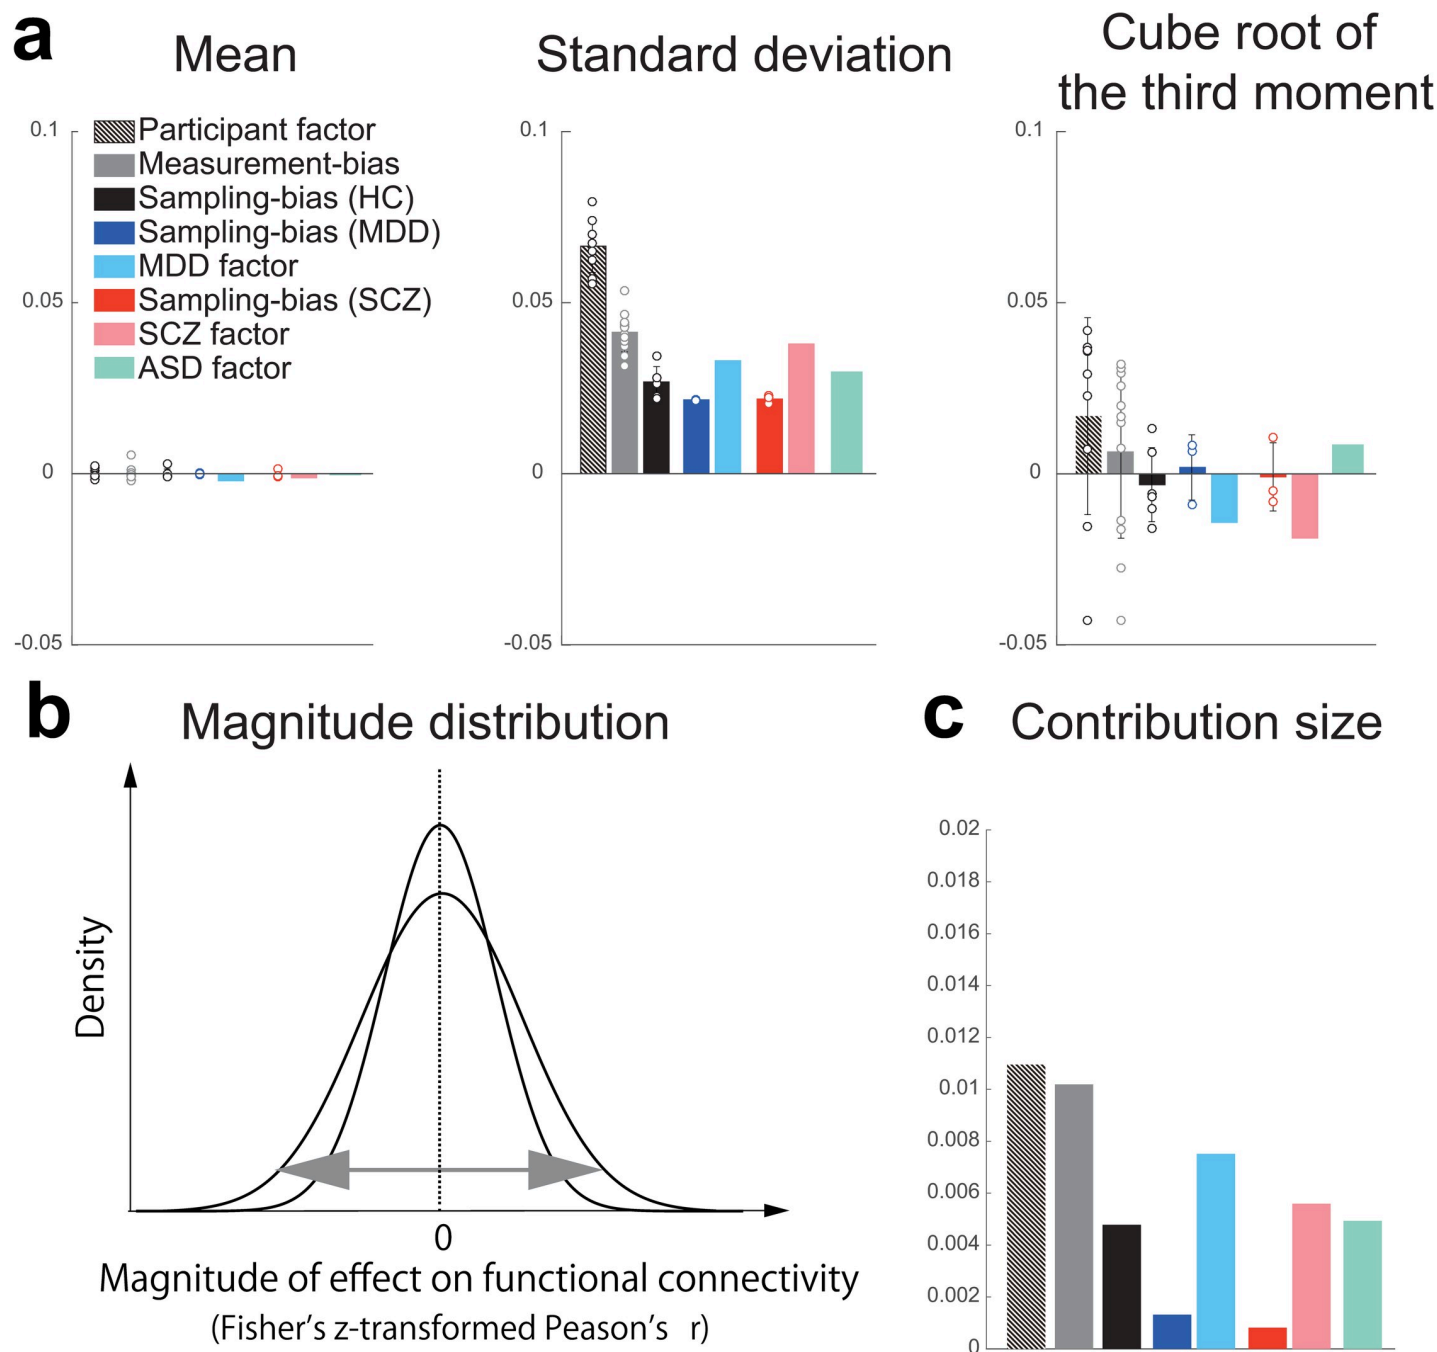 a
Mean
Standard deviation
Cube root of
the third moment
0.1
0.05
0
-0.05
Participant factor
Measurement-bias
Sampling-bias (HC)
Sampling-bias (MDD)
MDD factor
Sampling-bias (SCZ)
SCZ factor
ASD factor
0.1
0.05
0
-0.05
0.1
0.05
0
-0.05
b
Magnitude distribution
Density
0
Magnitude of effect on functional connectivity
(Fisher's z-transformed Peason's r)
c
Contribution size
0.02
0.018
0.016
0.014
0.012
0.01
0.008
0.006
0.004
0.002
0